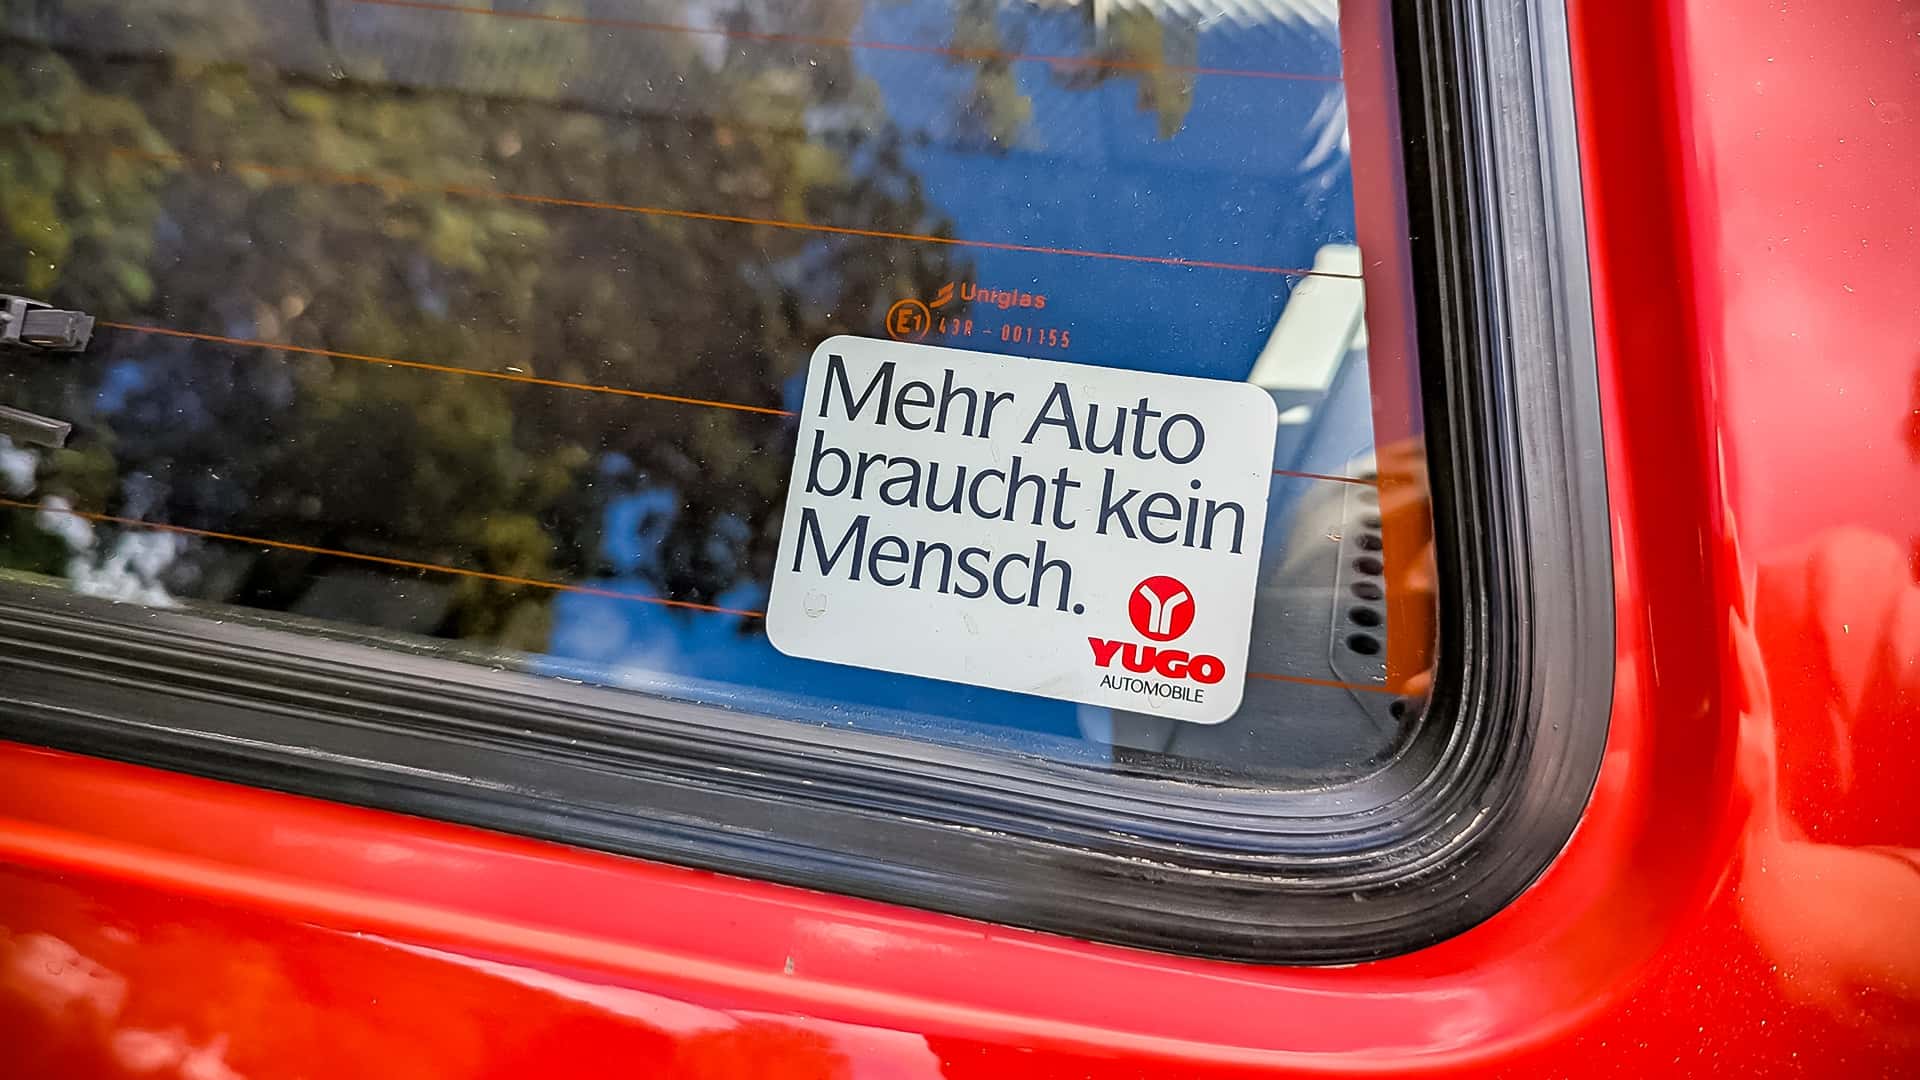 Uniglas
E1 43R - 001155
Mehr Auto
braucht kein
Mensch.
YUGO
AUTOMOBILE